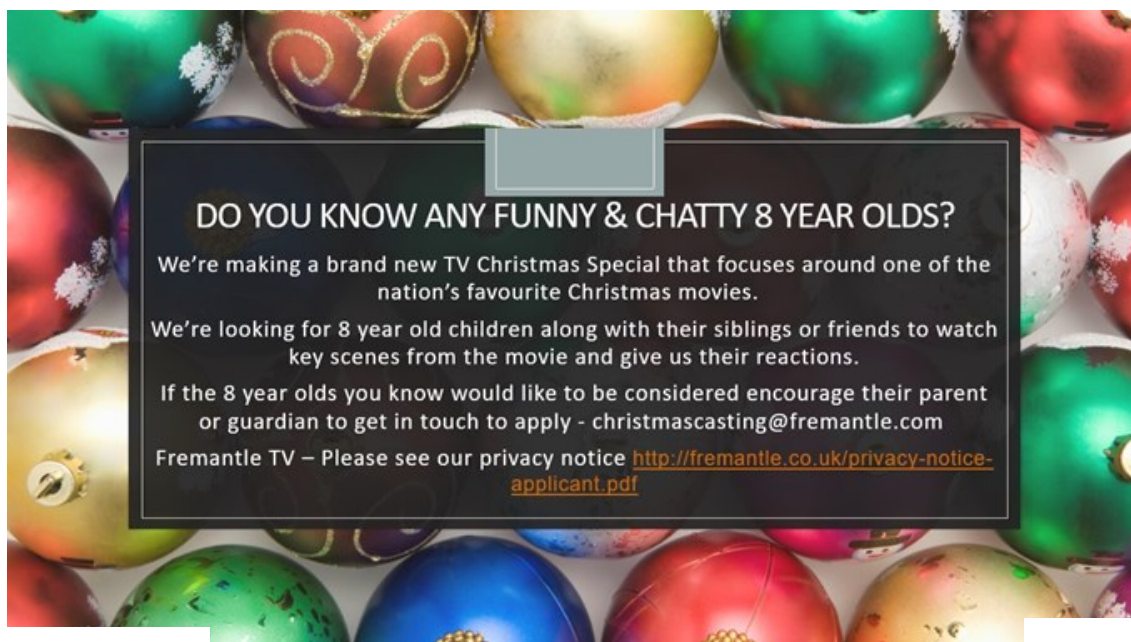 DO YOU KNOW ANY FUNNY & CHATTY 8 YEAR OLDS?
We’re making a brand new TV Christmas Special that focuses around one of the
nation’s favourite Christmas movies.
We’re looking for 8 year old children along with their siblings or friends to watch
key scenes from the movie and give us their reactions.
If the 8 year olds you know would like to be considered encourage their parent
or guardian to get in touch to apply - christmascasting@fremantle.com
Fremantle TV – Please see our privacy notice http://fremantle.co.uk/privacy-notice-
applicant.pdf